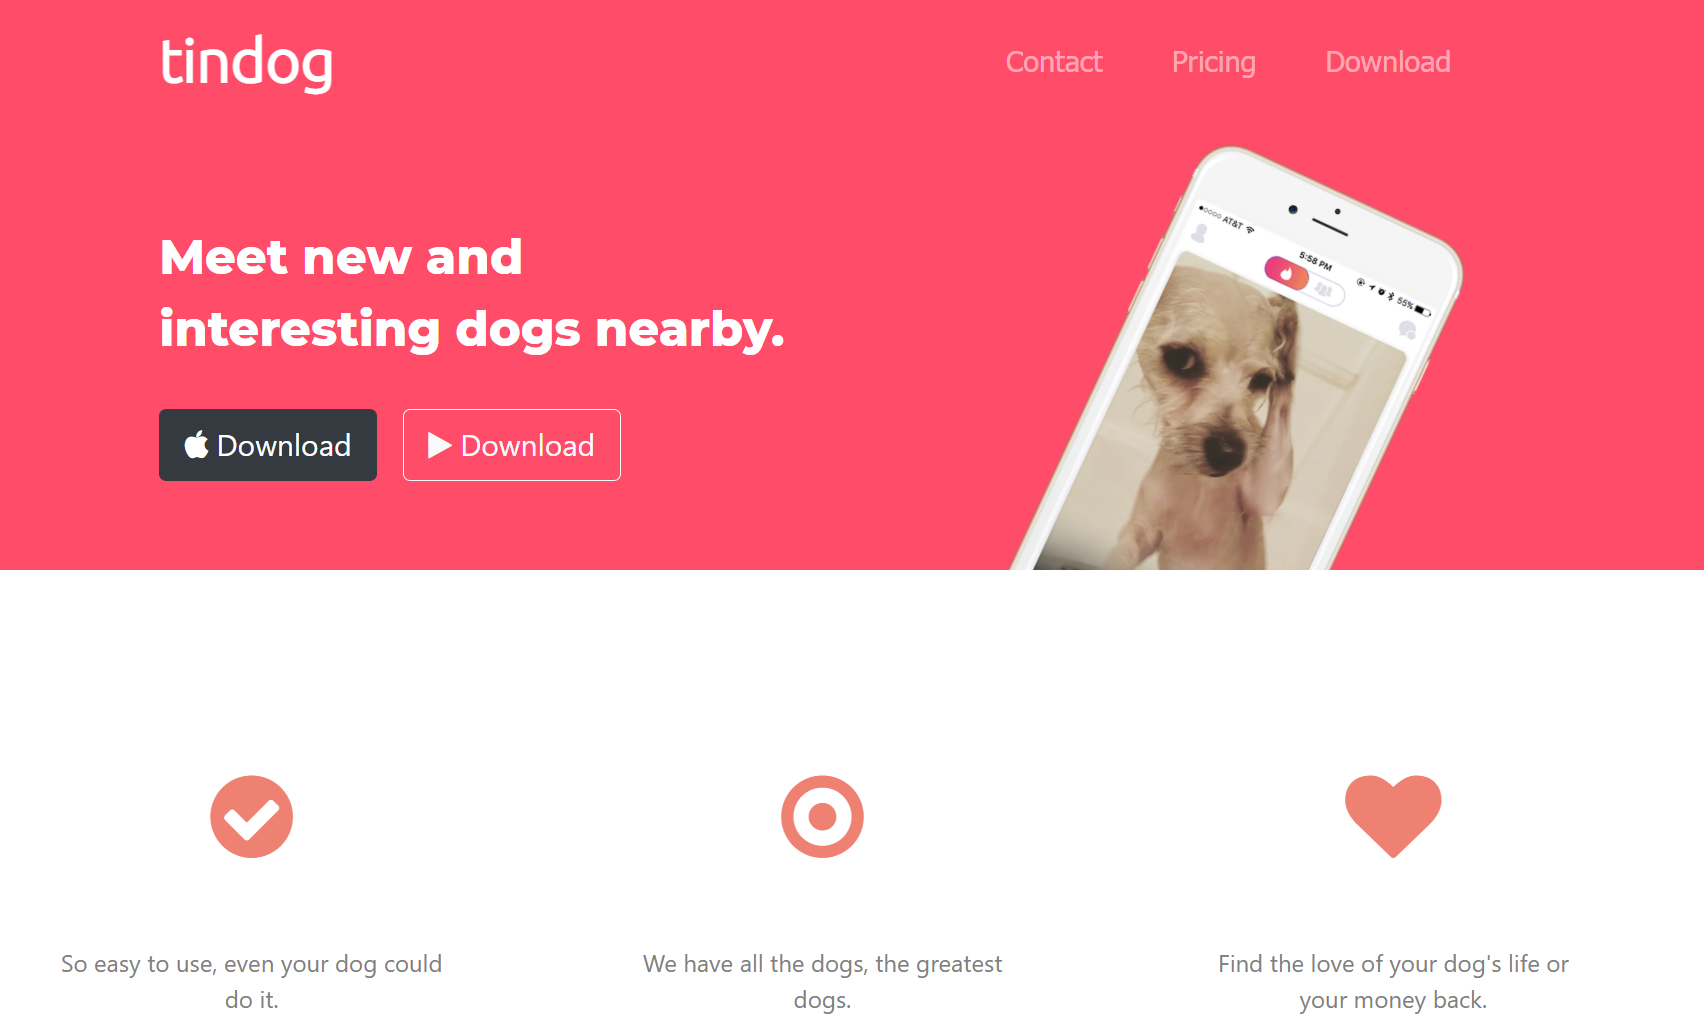 tindog
Contact Pricing Download
Meet new and
interesting dogs nearby.
Download Download
AT&T
5:58 PM
55%
So easy to use, even your dog could
do it.
We have all the dogs, the greatest
dogs.
Find the love of your dog's life or
your money back.